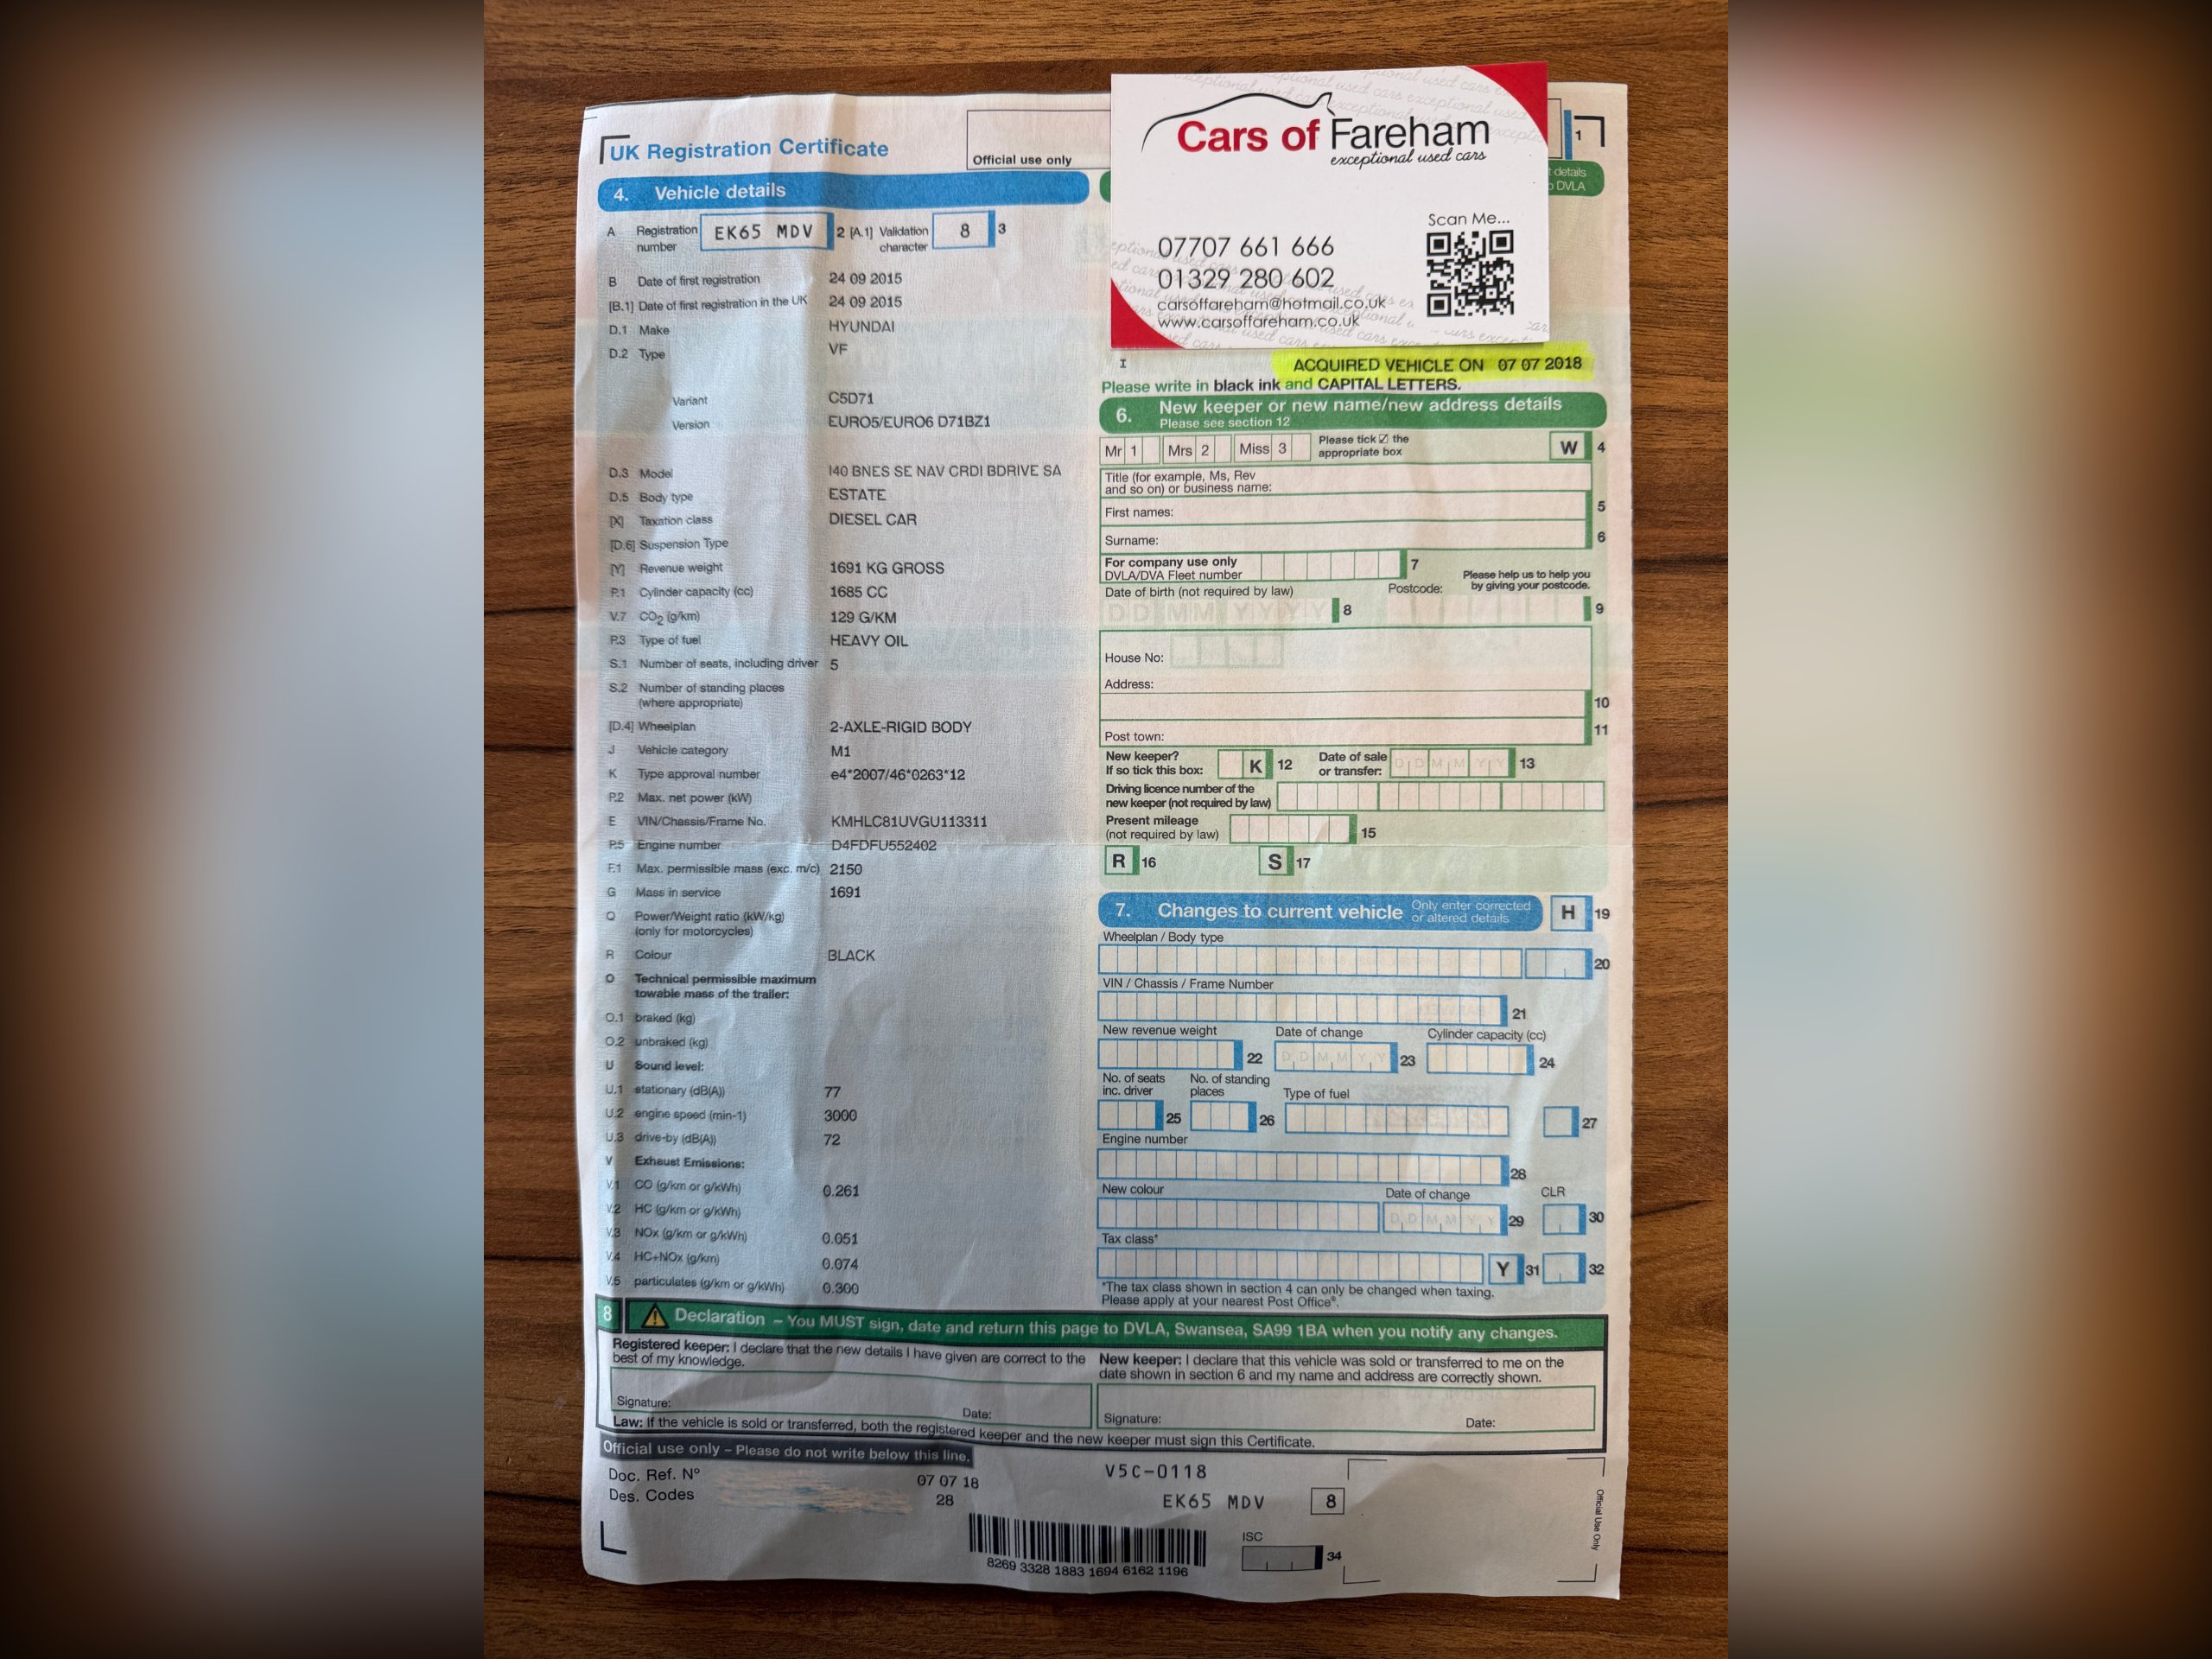 UK Registration Certificate
Official use only
1
4. Vehicle details
A Registration number EK65 MDV 2 [A.1] Validation character 8 3
B Date of first registration 24 09 2015
[B.1] Date of first registration in the UK 24 09 2015
D.1 Make HYUNDAI
D.2 Type VF
Variant C5D71
Version EURO5/EURO6 D71BZ1
D.3 Model I40 BNES SE NAV CRDI BDRIVE SA
D.5 Body type ESTATE
[X] Taxation class DIESEL CAR
[D.6] Suspension Type
[Y] Revenue weight 1691 KG GROSS
P.1 Cylinder capacity (cc) 1685 CC
V.7 CO2 (g/km) 129 G/KM
P.3 Type of fuel HEAVY OIL
S.1 Number of seats, including driver 5
S.2 Number of standing places
(where appropriate)
[D.4] Wheelplan 2-AXLE-RIGID BODY
J Vehicle category M1
K Type approval number e4*2007/46*0263*12
P.2 Max. net power (kW)
E VIN/Chassis/Frame No. KMHLC81UVGU113311
P.5 Engine number D4FDFU552402
F.1 Max. permissible mass (exc. m/c) 2150
G Mass in service 1691
Q Power/Weight ratio (kW/kg)
(only for motorcycles)
R Colour BLACK
O Technical permissible maximum
towable mass of the trailer:
O.1 braked (kg)
O.2 unbraked (kg)
U Sound level:
U.1 stationary (dB(A)) 77
U.2 engine speed (min-1) 3000
U.3 drive-by (dB(A)) 72
V Exhaust Emissions:
V.1 CO (g/km or g/kWh) 0.261
V.2 HC (g/km or g/kWh)
V.3 NOx (g/km or g/kWh) 0.051
V.4 HC+NOx (g/km) 0.074
V.5 particulates (g/km or g/kWh) 0.300
Cars of Fareham
exceptional used cars
Scan Me...
07707 661 666
01329 280 602
carsoffareham@hotmail.co.uk
www.carsoffareham.co.uk
details
DVLA
I
ACQUIRED VEHICLE ON 07 07 2018
Please write in black ink and CAPITAL LETTERS.
6. New keeper or new name/new address details
Please see section 12
Mr 1 Mrs 2 Miss 3 Please tick ☑ the appropriate box W 4
Title (for example, Ms, Rev
and so on) or business name:
First names: 5
Surname: 6
For company use only
DVLA/DVA Fleet number 7
Please help us to help you
by giving your postcode.
Date of birth (not required by law) Postcode:
D D M M Y Y Y Y 8 9
House No:
Address:
10
11
Post town:
New keeper?
If so tick this box: K 12 Date of sale or transfer: D D M M Y Y 13
Driving licence number of the
new keeper (not required by law)
Present mileage
(not required by law) 15
R 16 S 17
7. Changes to current vehicle Only enter corrected or altered details H 19
Wheelplan / Body type
20
VIN / Chassis / Frame Number
21
New revenue weight Date of change Cylinder capacity (cc)
22 D D M M Y Y 23 24
No. of seats inc. driver No. of standing places Type of fuel
25 26 27
Engine number
28
New colour Date of change CLR
D D M M Y Y 29 30
Tax class*
Y 31 32
*The tax class shown in section 4 can only be changed when taxing.
Please apply at your nearest Post Office®.
8 Declaration – You MUST sign, date and return this page to DVLA, Swansea, SA99 1BA when you notify any changes.
Registered keeper: I declare that the new details I have given are correct to the
best of my knowledge.
Signature: Date:
New keeper: I declare that this vehicle was sold or transferred to me on the
date shown in section 6 and my name and address are correctly shown.
Signature: Date:
Law: If the vehicle is sold or transferred, both the registered keeper and the new keeper must sign this Certificate.
Official use only – Please do not write below this line.
Doc. Ref. Nº 07 07 18
Des. Codes 28
V5C-0118
EK65 MDV 8
8269 3328 1883 1694 6162 1196
ISC
34
Official Use Only